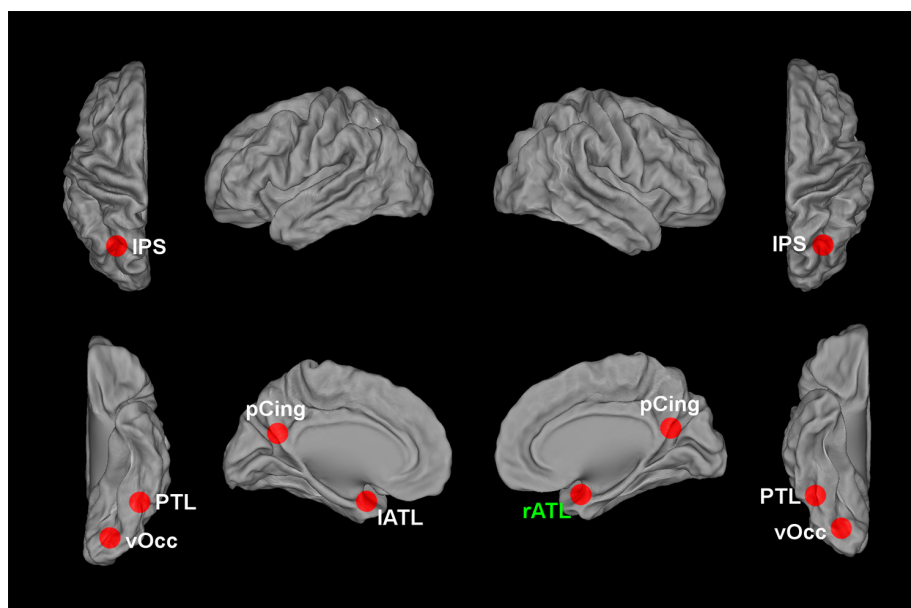 IPS
IPS
pCing
pCing
PTL
lATL
rATL
PTL
vOcc
vOcc